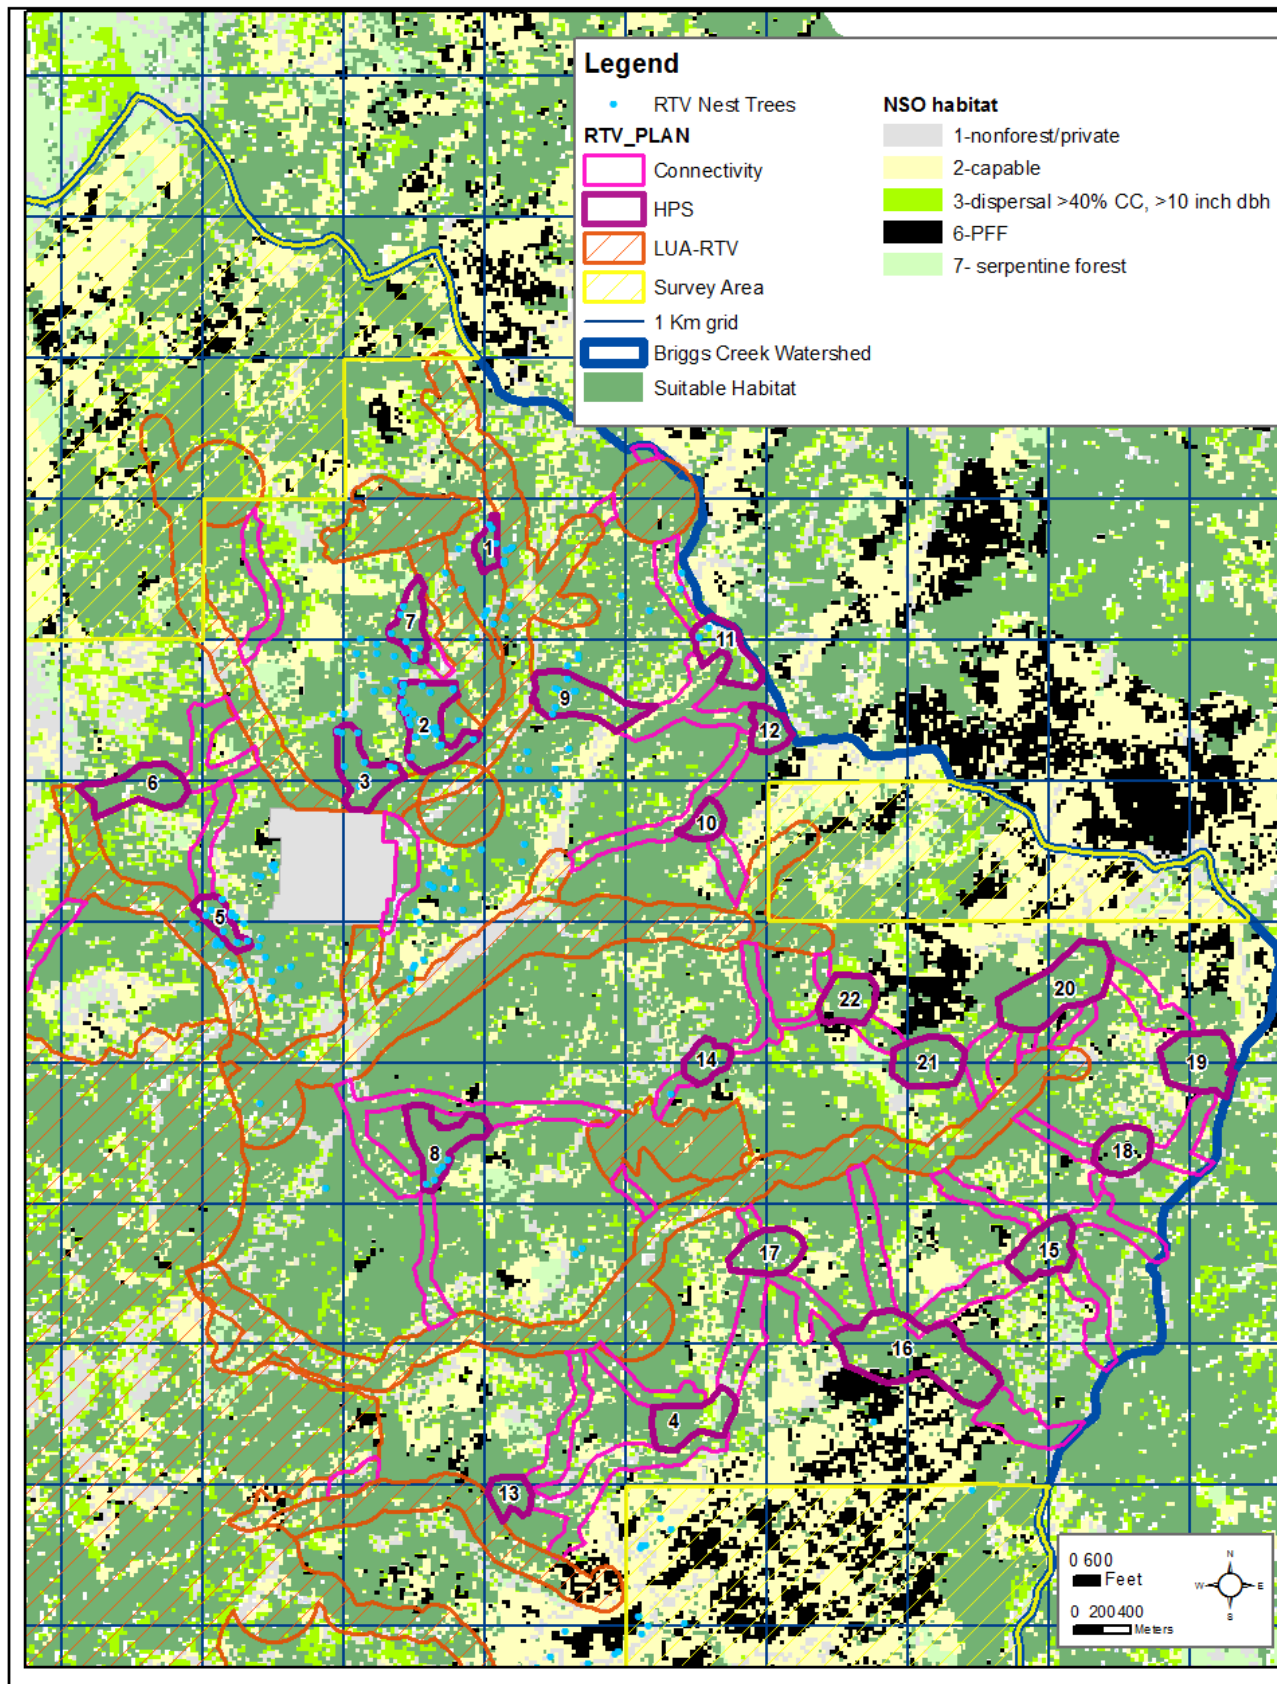 Legend
RTV Nest Trees
RTV_PLAN
Connectivity
HPS
LUA-RTV
Survey Area
1 Km grid
Briggs Creek Watershed
Suitable Habitat
NSO habitat
1-nonforest/private
2-capable
3-dispersal >40% CC, >10 inch dbh
6-PFF
7- serpentine forest
1
7
11
9
2
12
6
3
10
5
20
22
14
21
19
8
18
17
15
16
4
13
0 600
Feet
0 200400
Meters
N
W
E
S